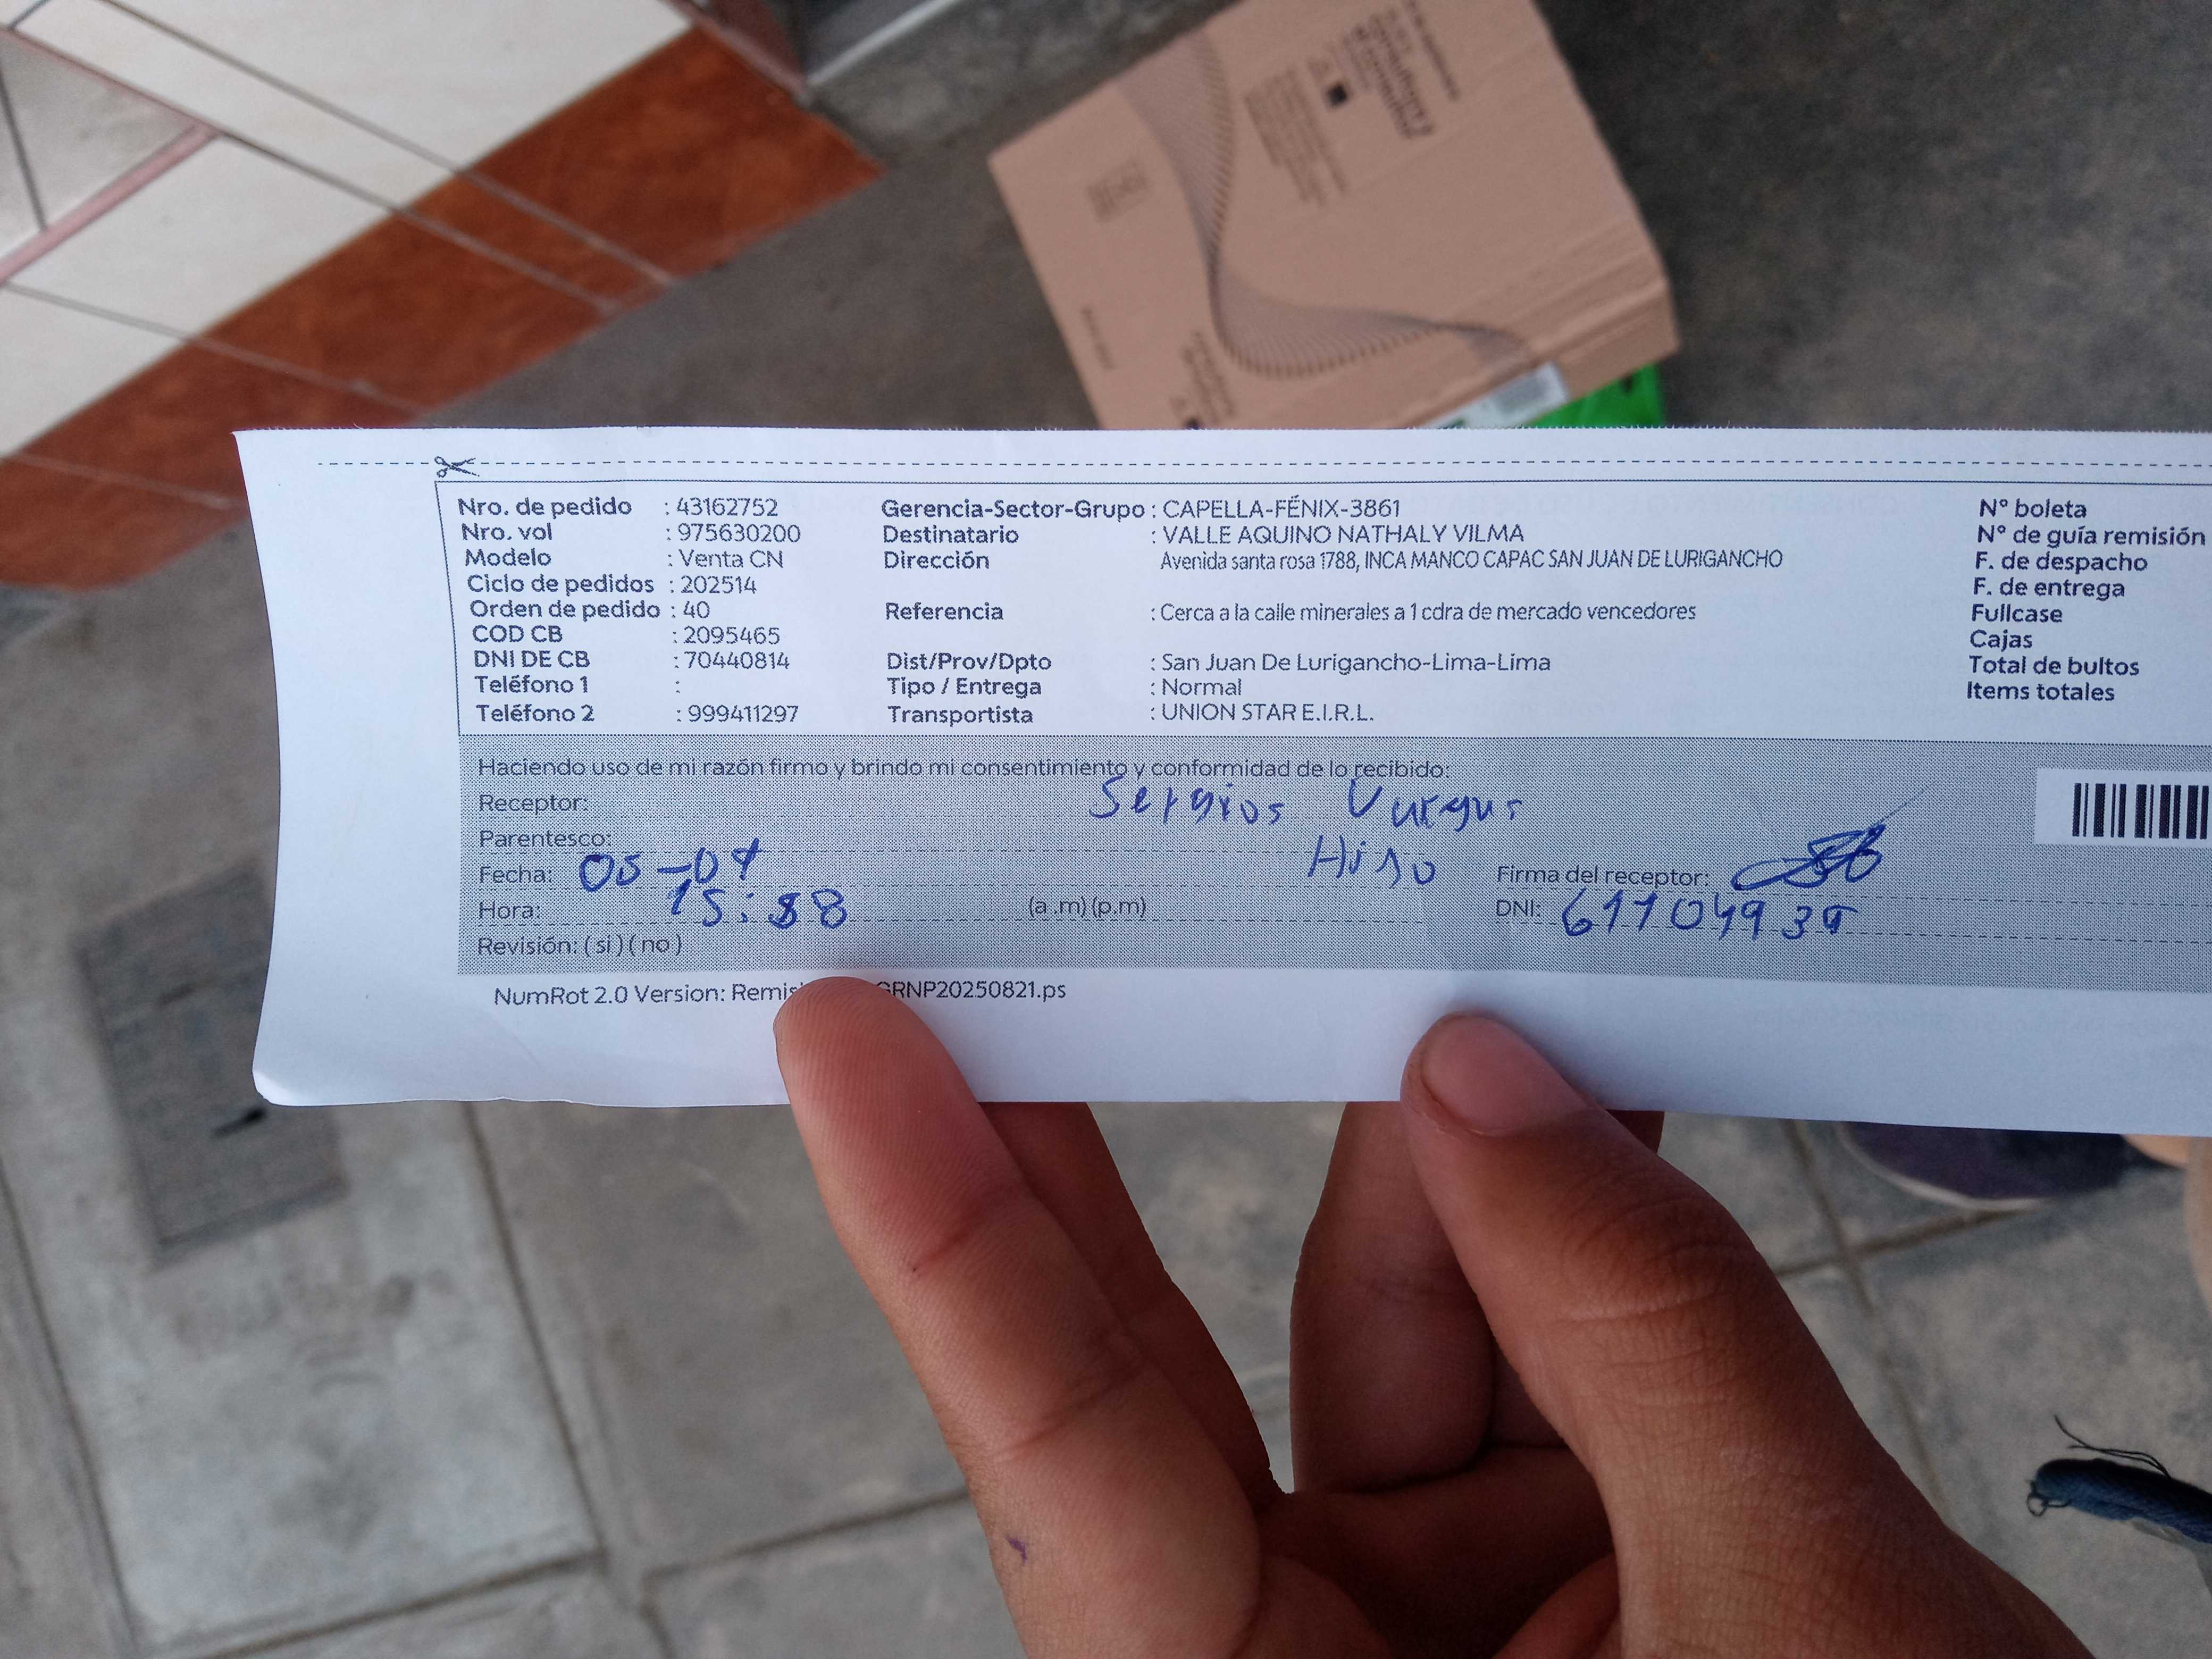 Nro. de pedido : 43162752 Gerencia-Sector-Grupo : CAPELLA-FÉNIX-3861 N° boleta
Nro. vol : 975630200 Destinatario : VALLE AQUINO NATHALY VILMA N° de guía remisión
Modelo : Venta CN Dirección Avenida santa rosa 1788, INCA MANCO CAPAC SAN JUAN DE LURIGANCHO F. de despacho
Ciclo de pedidos : 202514 F. de entrega
Orden de pedido : 40 Referencia : Cerca a la calle minerales a 1 cdra de mercado vencedores Fullcase
COD CB : 2095465 Cajas
DNI DE CB : 70440814 Dist/Prov/Dpto : San Juan De Lurigancho-Lima-Lima Total de bultos
Teléfono 1 : Tipo / Entrega : Normal Items totales
Teléfono 2 : 999411297 Transportista : UNION STAR E.I.R.L.
Haciendo uso de mi razón firmo y brindo mi consentimiento y conformidad de lo recibido:
Receptor: Sergios
Parentesco: Hijo
Fecha: Firma del receptor:
Hora: (a .m) (p.m) DNI:
Revisión: ( si ) ( no )
NumRot 2.0 Version: GRNP20250821.ps